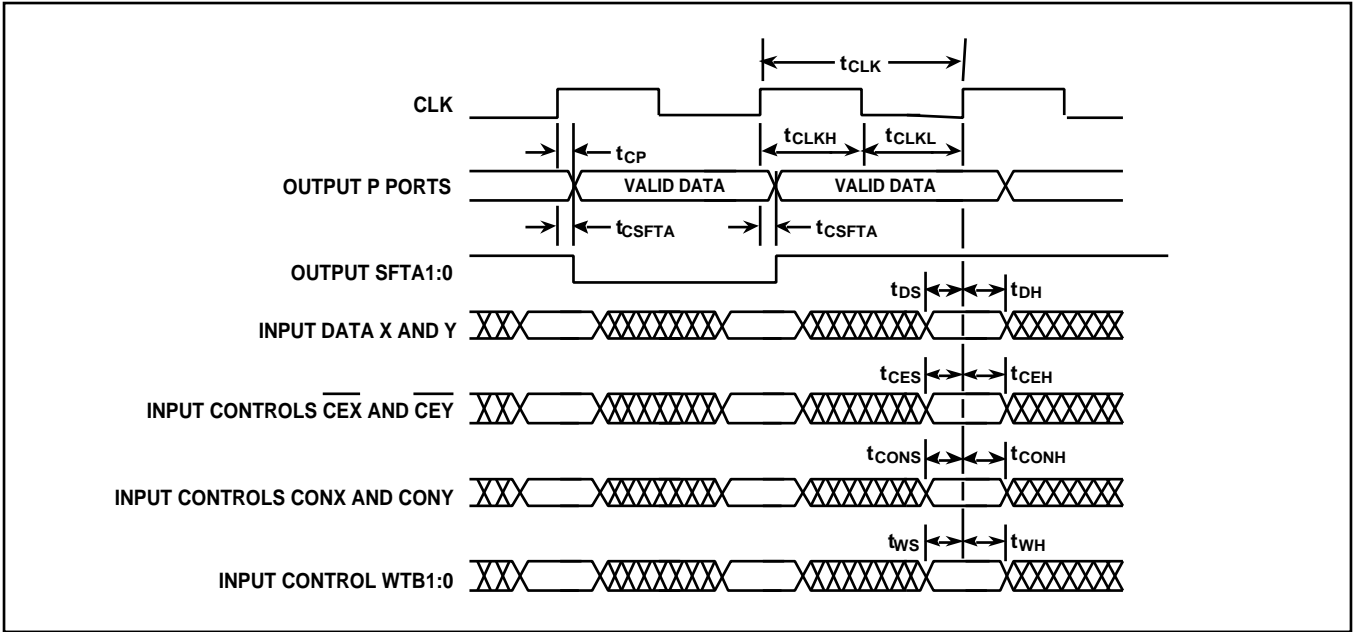 tCLK
CLK
tCLKH tCLKL
tCP
OUTPUT P PORTS VALID DATA VALID DATA
tCSFTA tCSFTA
OUTPUT SFTA1:0
tDS tDH
INPUT DATA X AND Y
tCES tCEH
INPUT CONTROLS C̅E̅X̅ AND C̅E̅Y̅
tCONS tCONH
INPUT CONTROLS CONX AND CONY
tWS tWH
INPUT CONTROL WTB1:0